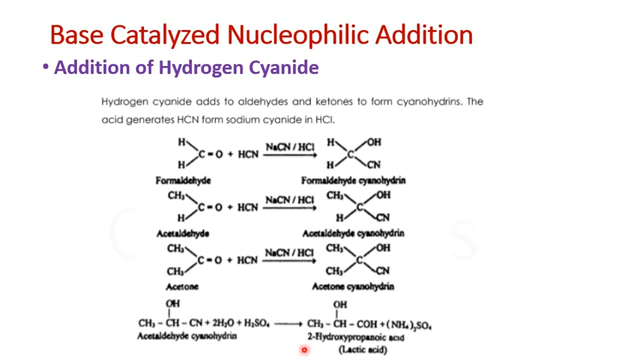 Base Catalyzed Nucleophilic Addition
• Addition of Hydrogen Cyanide
Hydrogen cyanide adds to aldehydes and ketones to form cyanohydrins. The
acid generates HCN form sodium cyanide in HCl.
H H C = O + HCN NaCN / HCl H H C OH CN
Formaldehyde Formaldehyde cyanohydrin
CH₃ H C = O + HCN NaCN / HCl CH₃ H C OH CN
Acetaldehyde Acetaldehyde cyanohydrin
CH₃ CH₃ C = O + HCN NaCN / HCl CH₃ CH₃ C OH CN
Acetone Acetone cyanohydrin
OH OH
CH₃ – CH – CN + 2H₂O + H₂SO₄ ⟶ CH₃ – CH – COH + (NH₄)₂SO₄
Acetaldehyde cyanohydrin 2-Hydroxypropanoic acid
(Lactic acid)